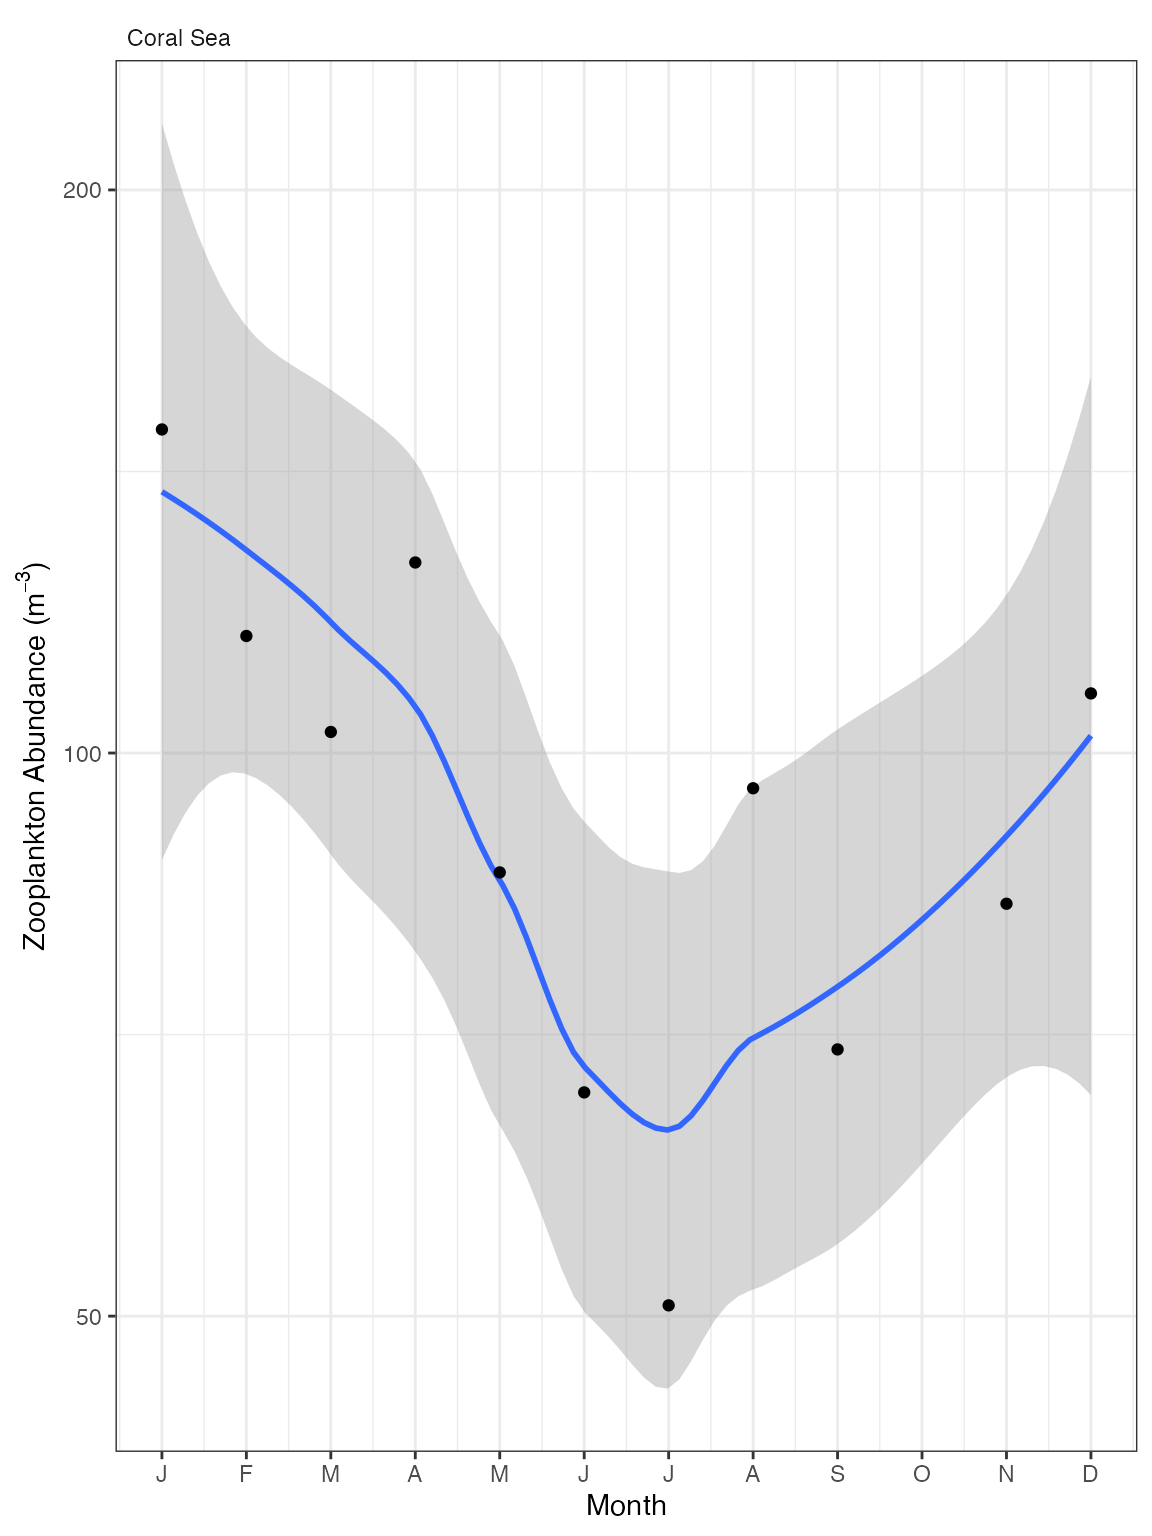 Coral Sea
200
100
50
Zooplankton Abundance (m⁻³)
J F M A M J J A S O N D
Month